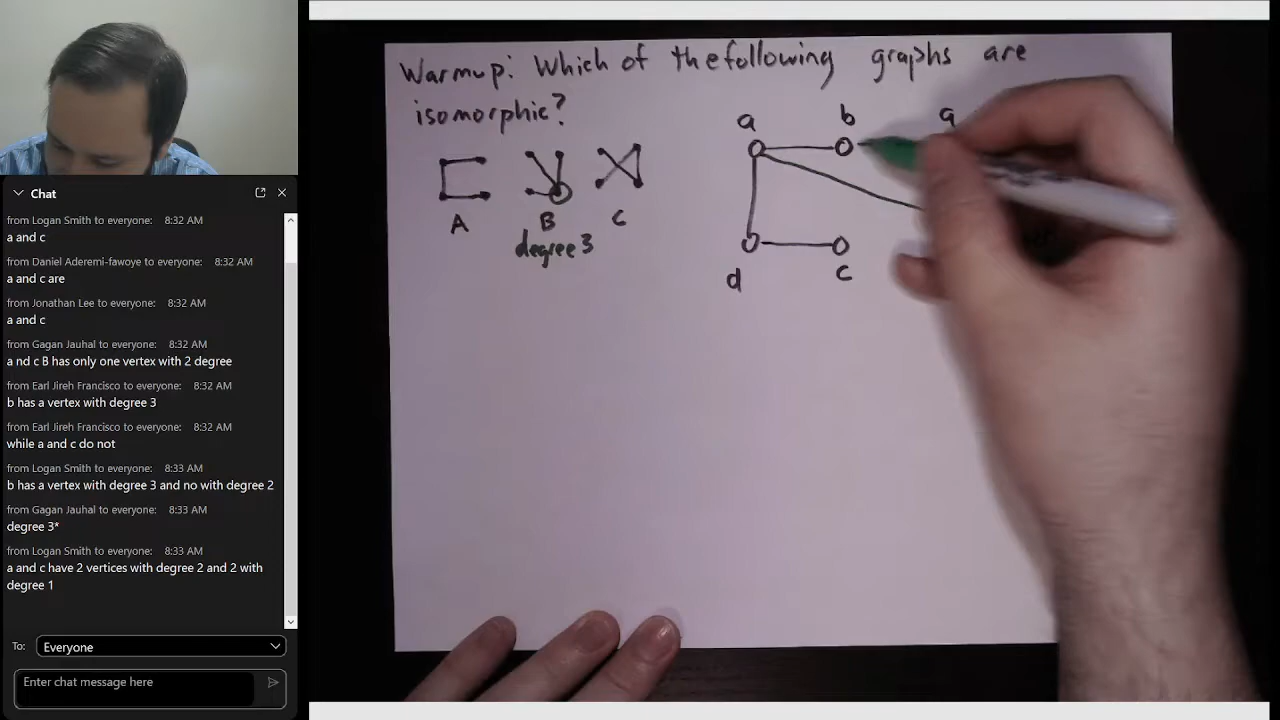 Chat
from Logan Smith to everyone: 8:32 AM
a and c
from Daniel Aderemi-fawoye to everyone: 8:32 AM
a and c are
from Jonathan Lee to everyone: 8:32 AM
a and c
from Gagan Jauhal to everyone: 8:32 AM
a nd c B has only one vertex with 2 degree
from Earl Jireh Francisco to everyone: 8:32 AM
b has a vertex with degree 3
from Earl Jireh Francisco to everyone: 8:32 AM
while a and c do not
from Logan Smith to everyone: 8:33 AM
b has a vertex with degree 3 and no with degree 2
from Gagan Jauhal to everyone: 8:33 AM
degree 3*
from Logan Smith to everyone: 8:33 AM
a and c have 2 vertices with degree 2 and 2 with
degree 1
To: Everyone
Enter chat message here
Warmup: Which of the following graphs are
isomorphic?
A B C
degree 3
a b a
d c